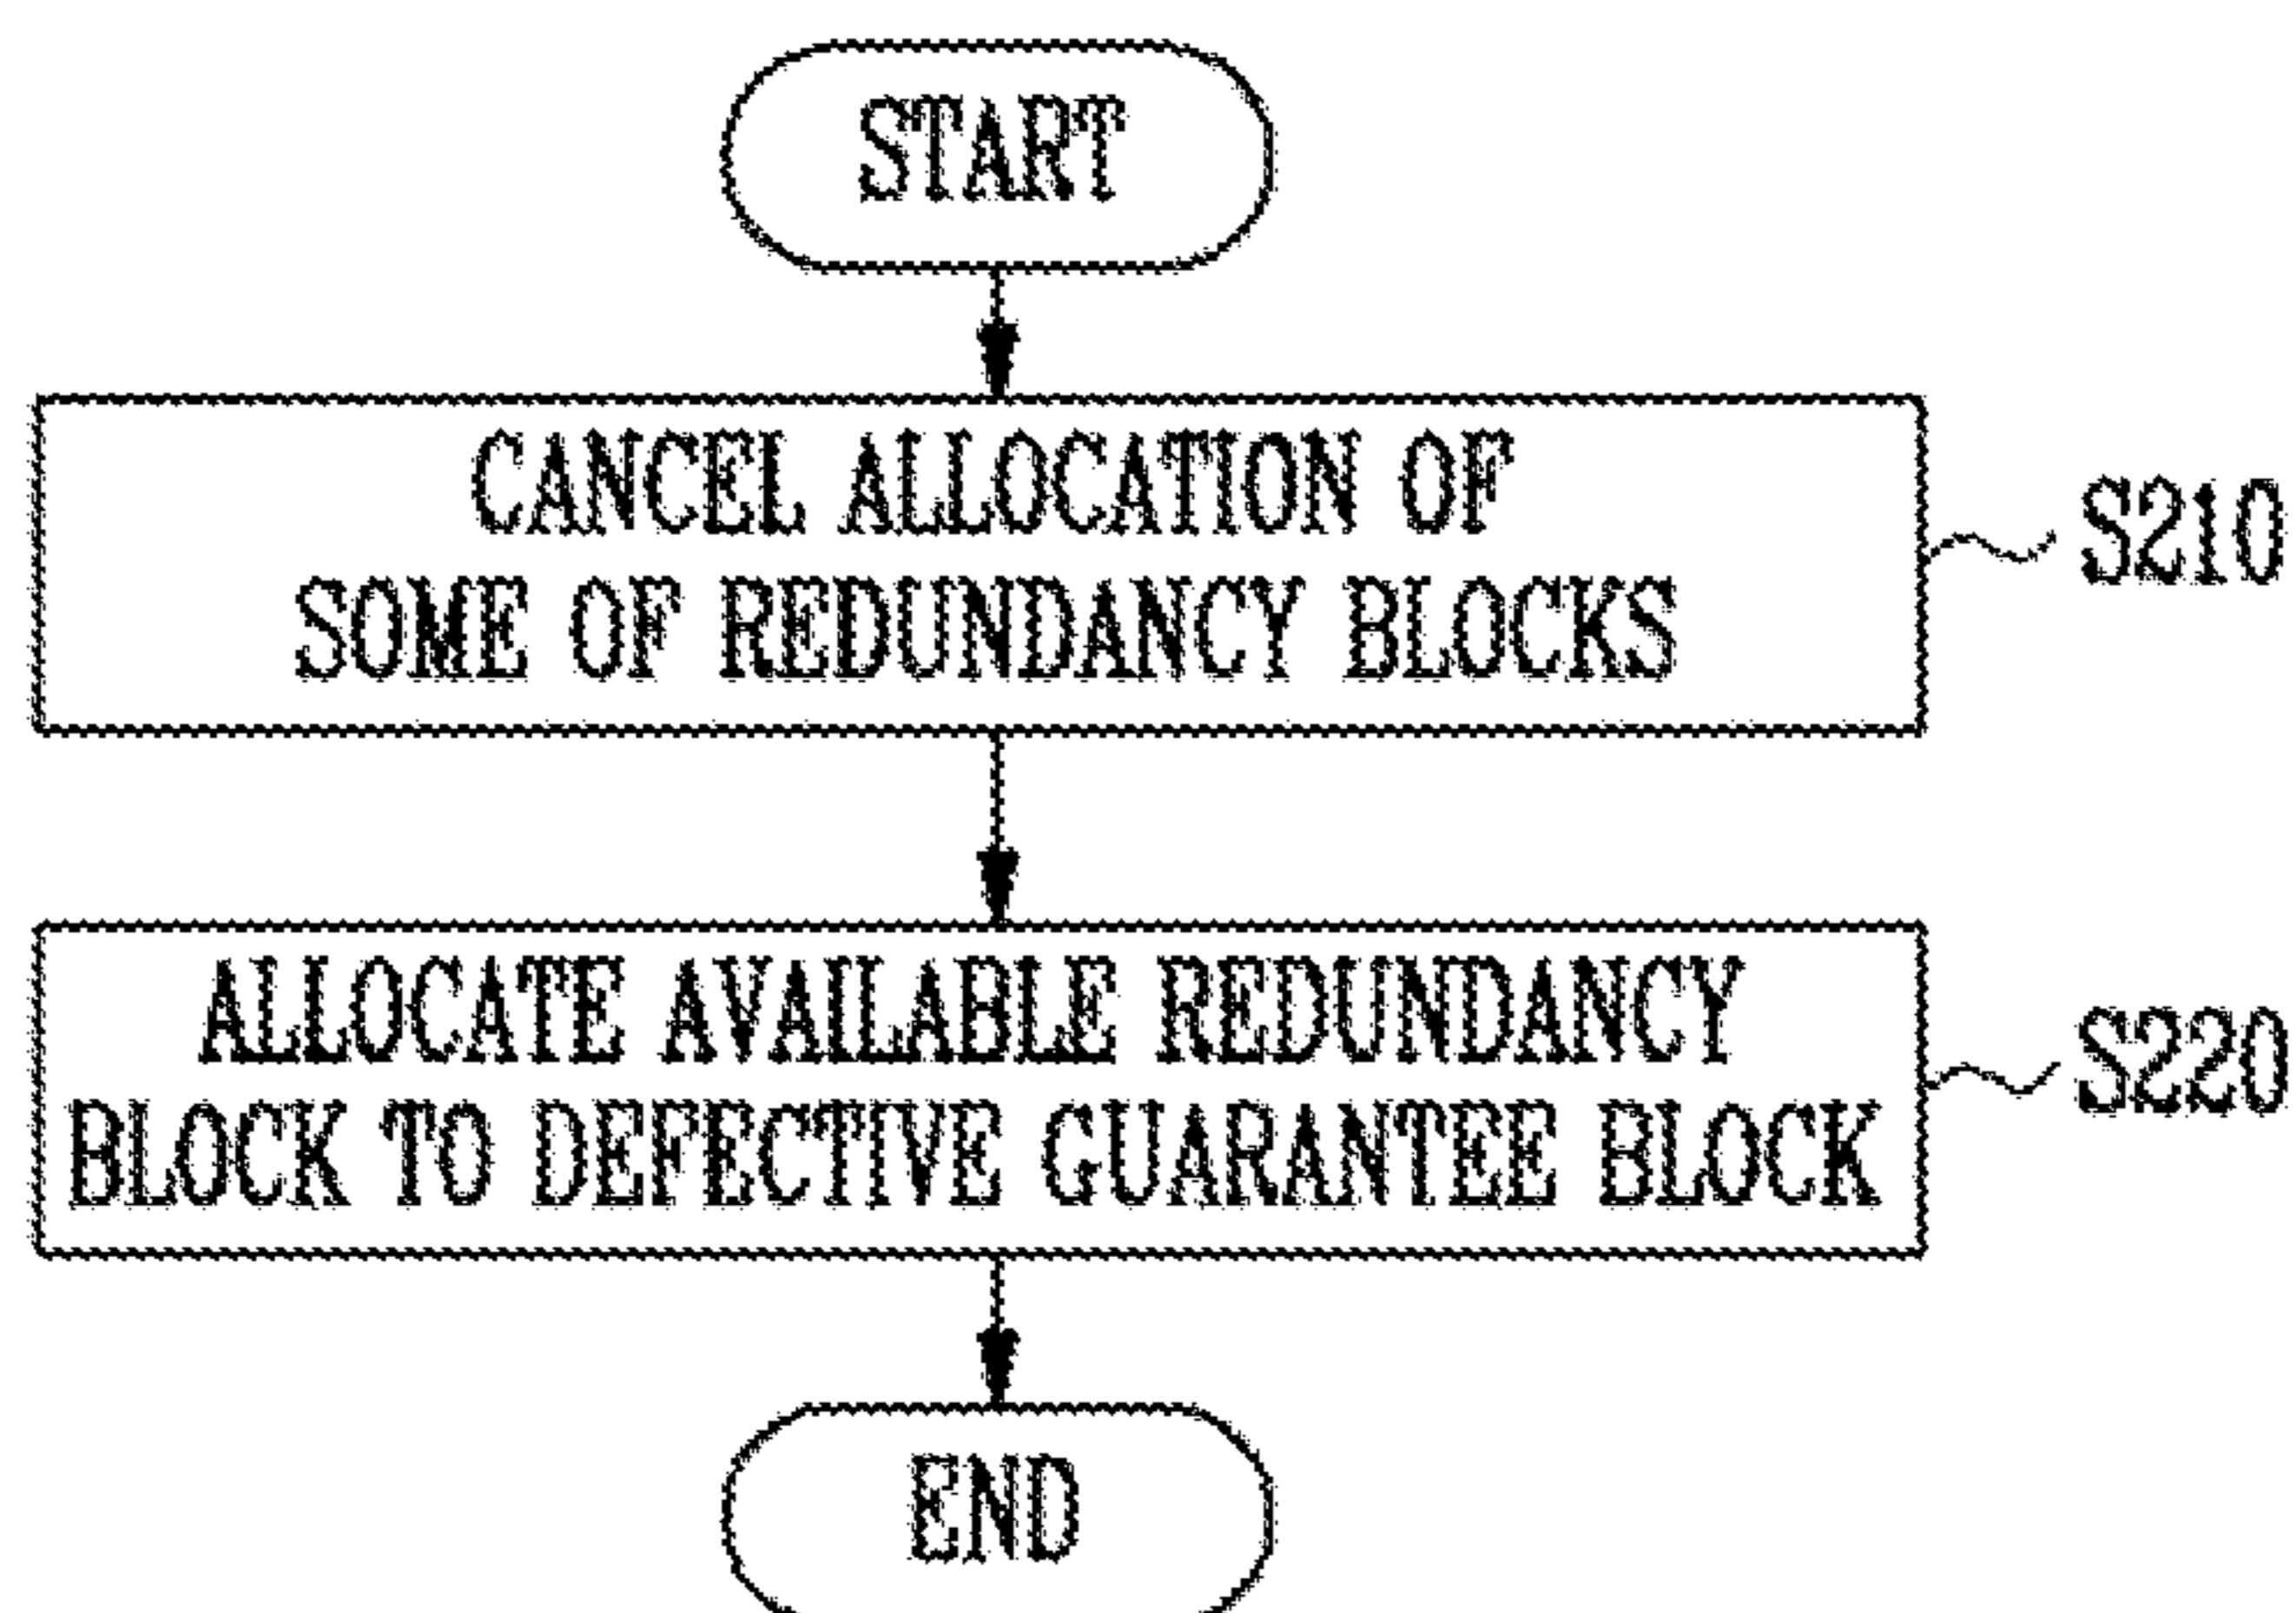 START
CANCEL ALLOCATION OF
SOME OF REDUNDANCY BLOCKS
S210
ALLOCATE AVAILABLE REDUNDANCY
BLOCK TO DEFECTIVE GUARANTEE BLOCK
S220
END